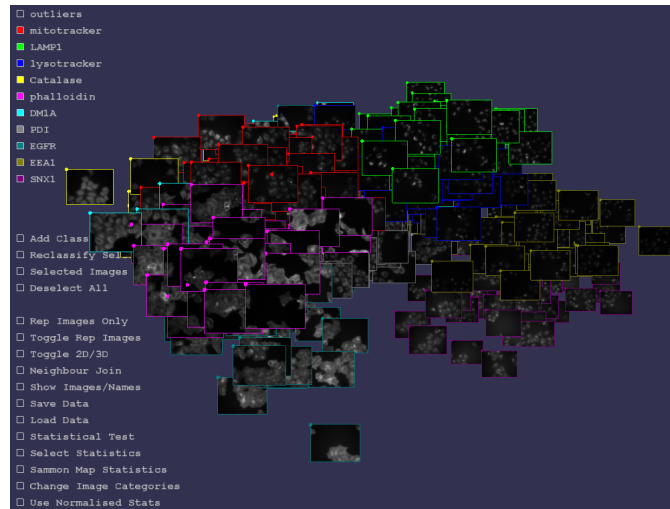 outliers
mitotracker
LAMP1
lysotracker
Catalase
phalloidin
DM1A
PDI
EGFR
EEA1
SNX1
Add Class
Reclassify Sel
Selected Images
Deselect All
Rep Images Only
Toggle Rep Images
Toggle 2D/3D
Neighbour Join
Show Images/Names
Save Data
Load Data
Statistical Test
Select Statistics
Sammon Map Statistics
Change Image Categories
Use Normalised Stats